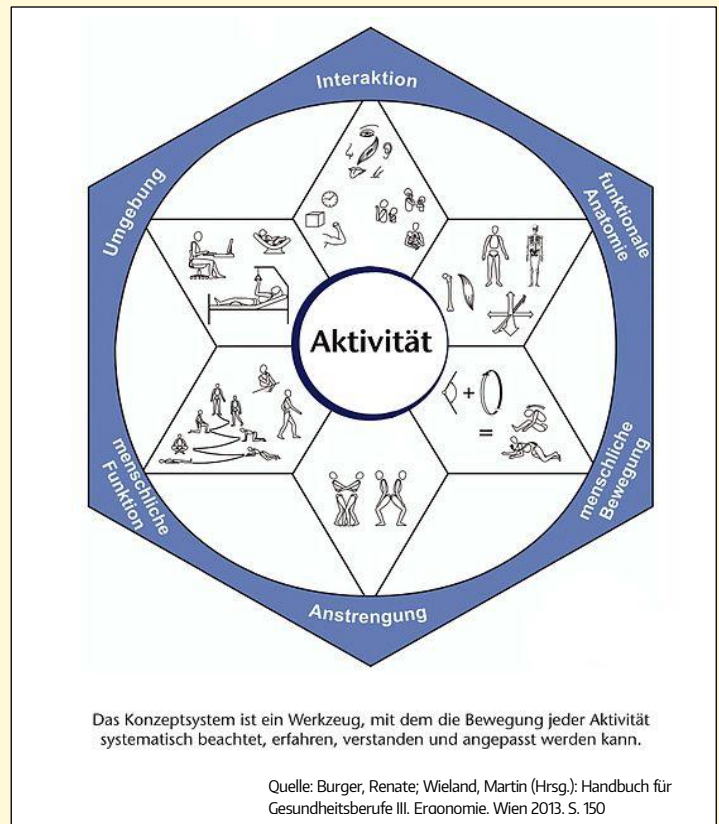 Interaktion
funktionale
Anatomie
menschliche
Bewegung
Anstrengung
menschliche
Funktion
Umgebung
Aktivität
+
=
Das Konzeptsystem ist ein Werkzeug, mit dem die Bewegung jeder Aktivität
systematisch beachtet, erfahren, verstanden und angepasst werden kann.
Quelle: Burger, Renate; Wieland, Martin (Hrsg.): Handbuch für
Gesundheitsberufe III. Ergonomie. Wien 2013. S. 150